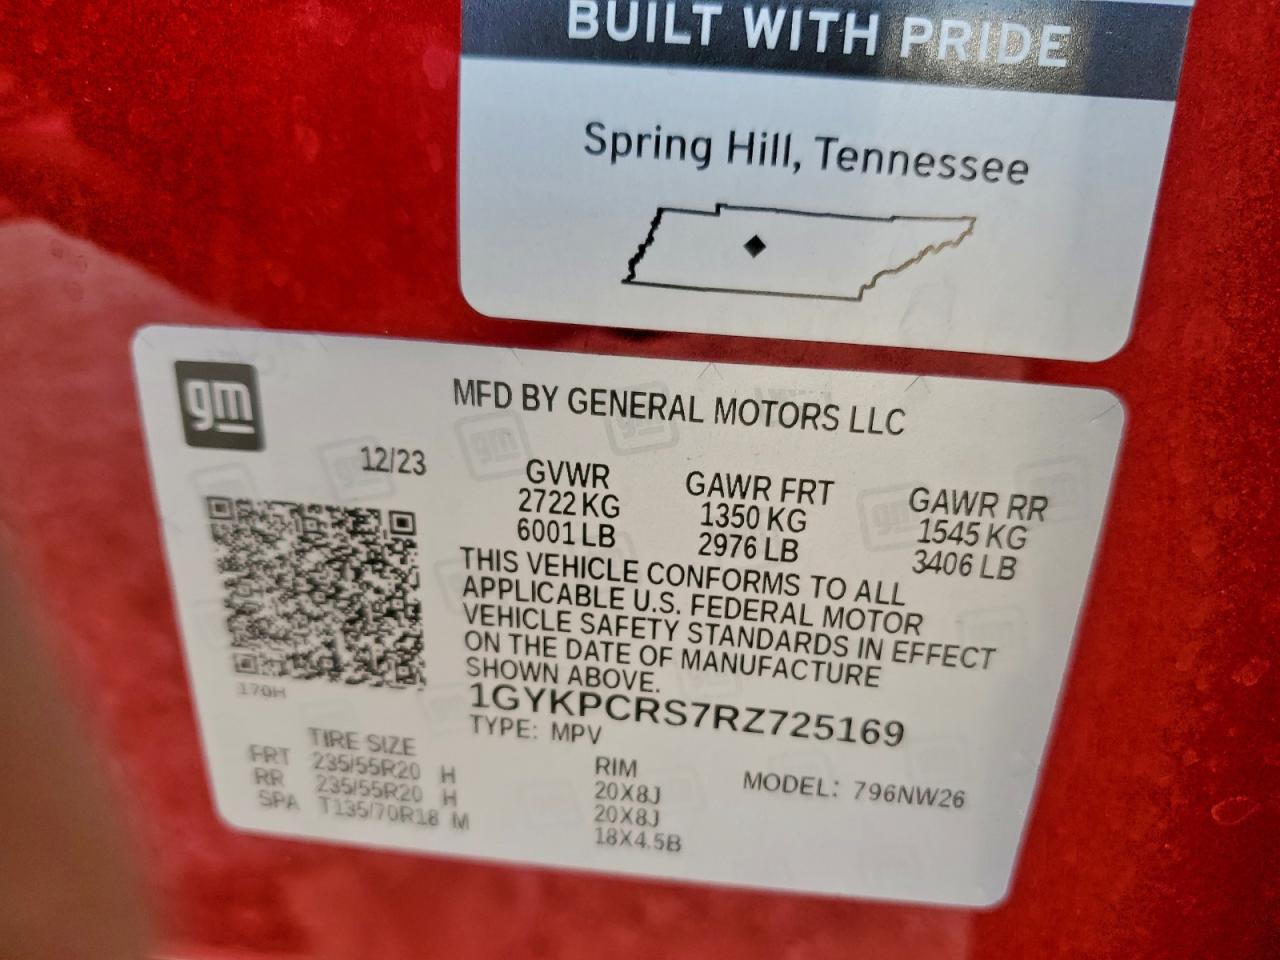 BUILT WITH PRIDE
Spring Hill, Tennessee
gm
MFD BY GENERAL MOTORS LLC
12/23
GVWR GAWR FRT GAWR RR
2722 KG 1350 KG 1545 KG
6001 LB 2976 LB 3406 LB
THIS VEHICLE CONFORMS TO ALL
APPLICABLE U.S. FEDERAL MOTOR
VEHICLE SAFETY STANDARDS IN EFFECT
ON THE DATE OF MANUFACTURE
SHOWN ABOVE.
170H
1GYKPCRS7RZ725169
TYPE: MPV
TIRE SIZE RIM MODEL: 796NW26
FRT 235/55R20 H 20X8J
RR 235/55R20 H 20X8J
SPA T135/70R18 M 18X4.5B